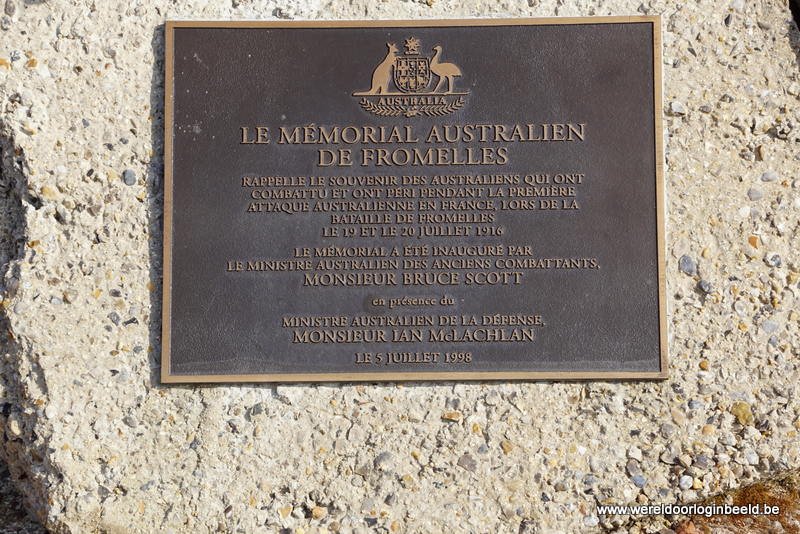 AUSTRALIA
LE MÉMORIAL AUSTRALIEN
DE FROMELLES
RAPPELLE LE SOUVENIR DES AUSTRALIENS QUI ONT
COMBATTU ET ONT PÉRI PENDANT LA PREMIÈRE
ATTAQUE AUSTRALIENNE EN FRANCE, LORS DE LA
BATAILLE DE FROMELLES
LE 19 ET LE 20 JUILLET 1916
LE MÉMORIAL A ÉTÉ INAUGURÉ PAR
LE MINISTRE AUSTRALIEN DES ANCIENS COMBATTANTS,
MONSIEUR BRUCE SCOTT
en présence du
MINISTRE AUSTRALIEN DE LA DÉFENSE,
MONSIEUR IAN McLACHLAN
LE 5 JUILLET 1998
www.wereldoorloginbeeld.be